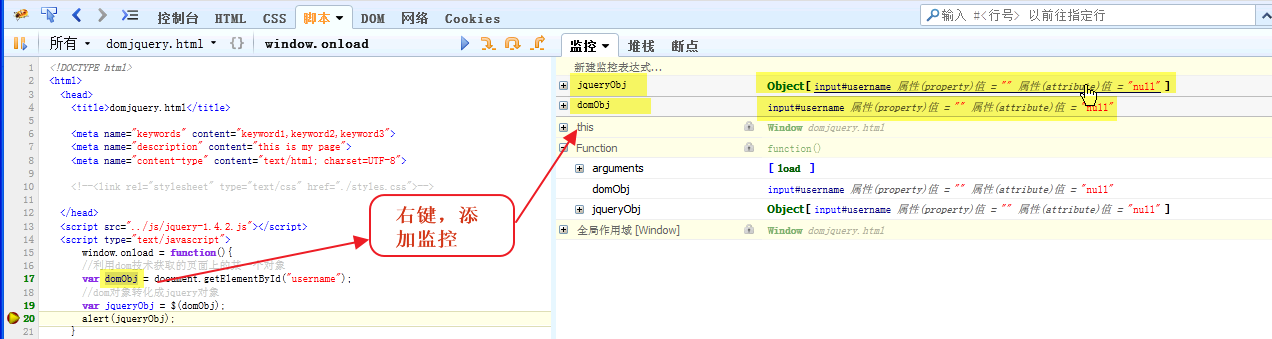 控制台 HTML CSS 脚本 DOM 网络 Cookies
输入 #<行号> 以前往指定行
所有 domjquery.html {} window.onload
监控 堆栈 断点
1 <!DOCTYPE html>
2 <html>
3 <head>
4 <title>domjquery.html</title>
5
6 <meta name="keywords" content="keyword1,keyword2,keyword3">
7 <meta name="description" content="this is my page">
8 <meta name="content-type" content="text/html; charset=UTF-8">
9
10 <!--<link rel="stylesheet" type="text/css" href="./styles.css">-->
11
12 </head>
13 <script src="../js/jquery-1.4.2.js"></script>
14 <script type="text/javascript">
15 window.onload = function(){
16 //利用dom技术获取的页面上的某一个对象
17 var domObj = document.getElementById("username");
18 //dom对象转化成jquery对象
19 var jqueryObj = $(domObj);
20 alert(jqueryObj);
21 }
右键，添
加监控
新建监控表达式...
jqueryObj Object[ input#username 属性(property)值 = "" 属性(attribute)值 = "null" ]
domObj input#username 属性(property)值 = "" 属性(attribute)值 = "null"
this Window domjquery.html
Function function()
arguments [ load ]
domObj input#username 属性(property)值 = "" 属性(attribute)值 = "null"
jqueryObj Object[ input#username 属性(property)值 = "" 属性(attribute)值 = "null" ]
全局作用域 [Window] Window domjquery.html